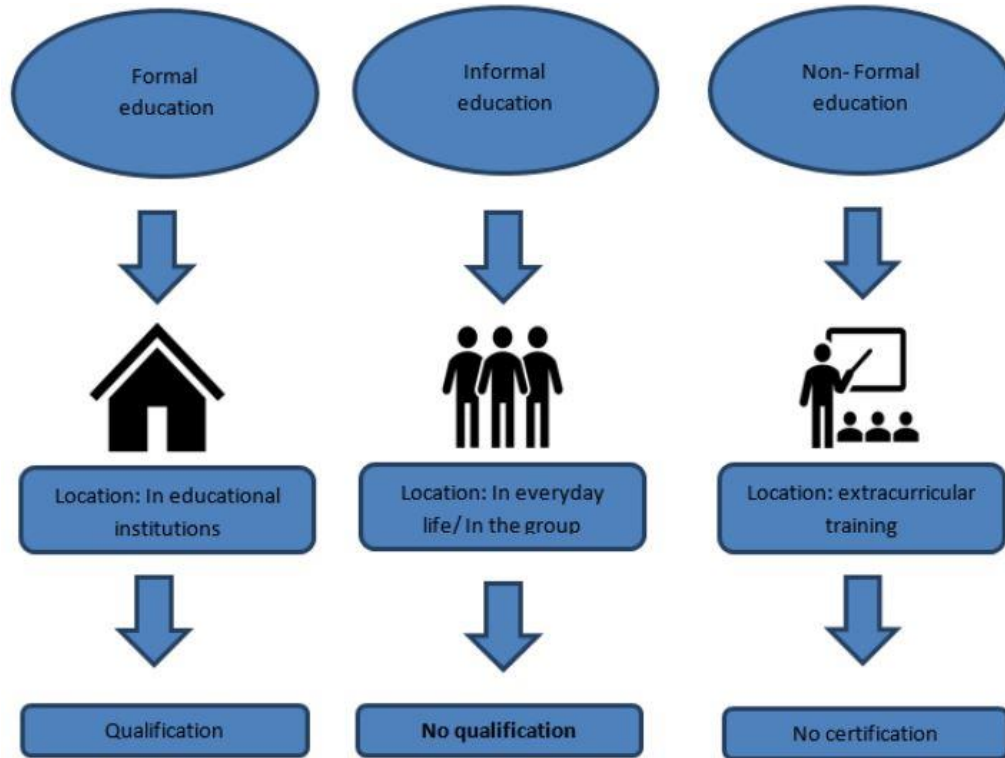 Formal
education
Informal
education
Non- Formal
education
Location: In educational
institutions
Location: In everyday
life/ In the group
Location: extracurricular
training
Qualification
No qualification
No certification